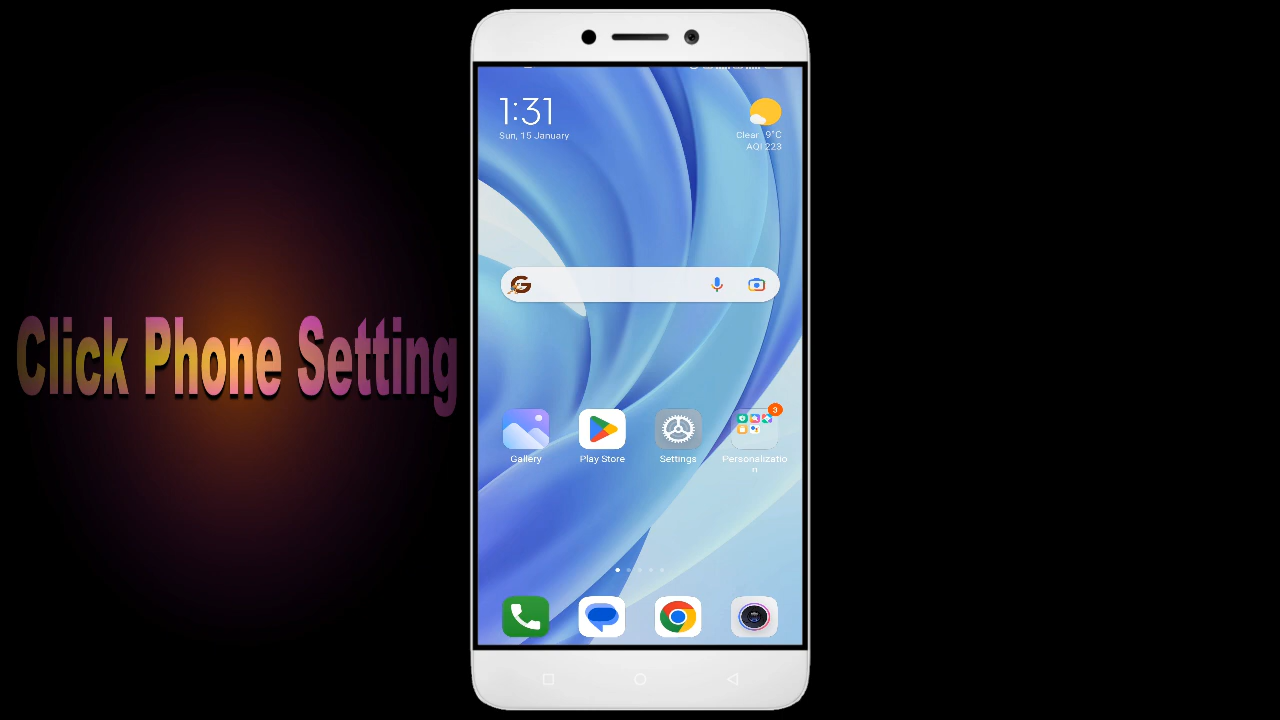 1:31
Sun, 15 January
Clear 9°C
AQI 223
Click Phone Setting
3
Gallery
Play Store
Settings
Personalizatio
n